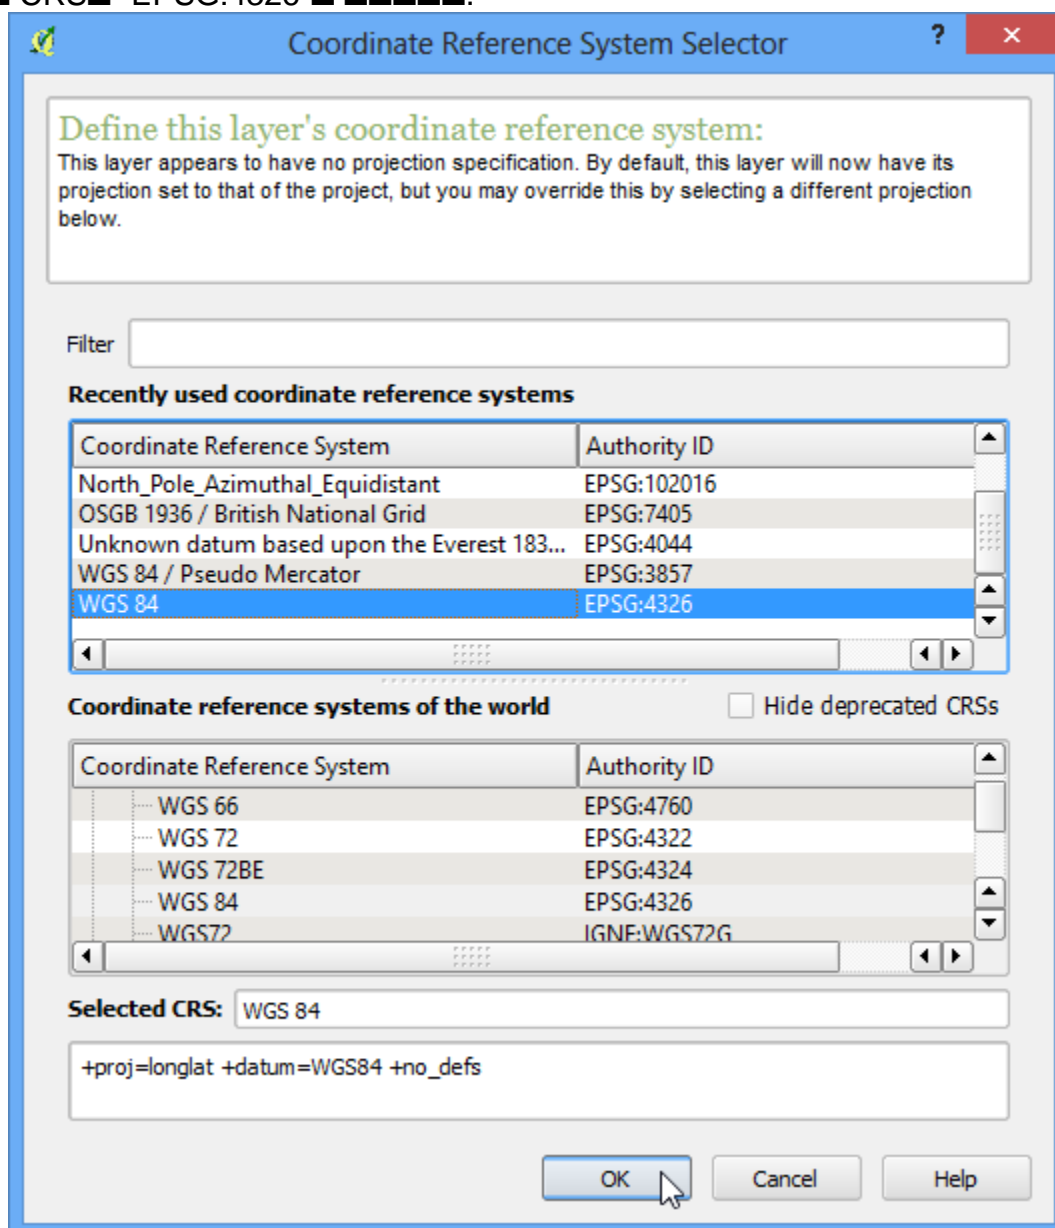 CRS EPSG:4326
Coordinate Reference System Selector ? ×
Define this layer's coordinate reference system:
This layer appears to have no projection specification. By default, this layer will now have its
projection set to that of the project, but you may override this by selecting a different projection
below.
Filter
Recently used coordinate reference systems
Coordinate Reference System Authority ID
North_Pole_Azimuthal_Equidistant EPSG:102016
OSGB 1936 / British National Grid EPSG:7405
Unknown datum based upon the Everest 183... EPSG:4044
WGS 84 / Pseudo Mercator EPSG:3857
WGS 84 EPSG:4326
Coordinate reference systems of the world Hide deprecated CRSs
Coordinate Reference System Authority ID
WGS 66 EPSG:4760
WGS 72 EPSG:4322
WGS 72BE EPSG:4324
WGS 84 EPSG:4326
WGS72 IGNF:WGS72G
Selected CRS: WGS 84
+proj=longlat +datum=WGS84 +no_defs
OK Cancel Help